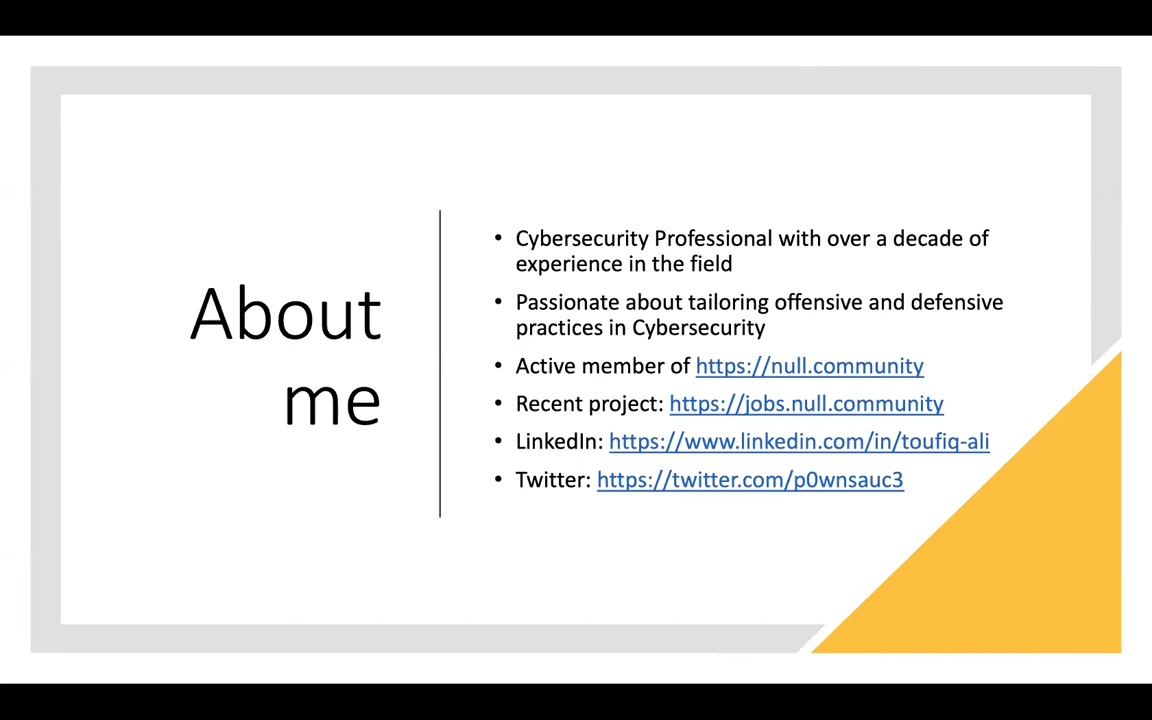 About
me
• Cybersecurity Professional with over a decade of
experience in the field
• Passionate about tailoring offensive and defensive
practices in Cybersecurity
• Active member of https://null.community
• Recent project: https://jobs.null.community
• LinkedIn: https://www.linkedin.com/in/toufiq-ali
• Twitter: https://twitter.com/p0wnsauc3